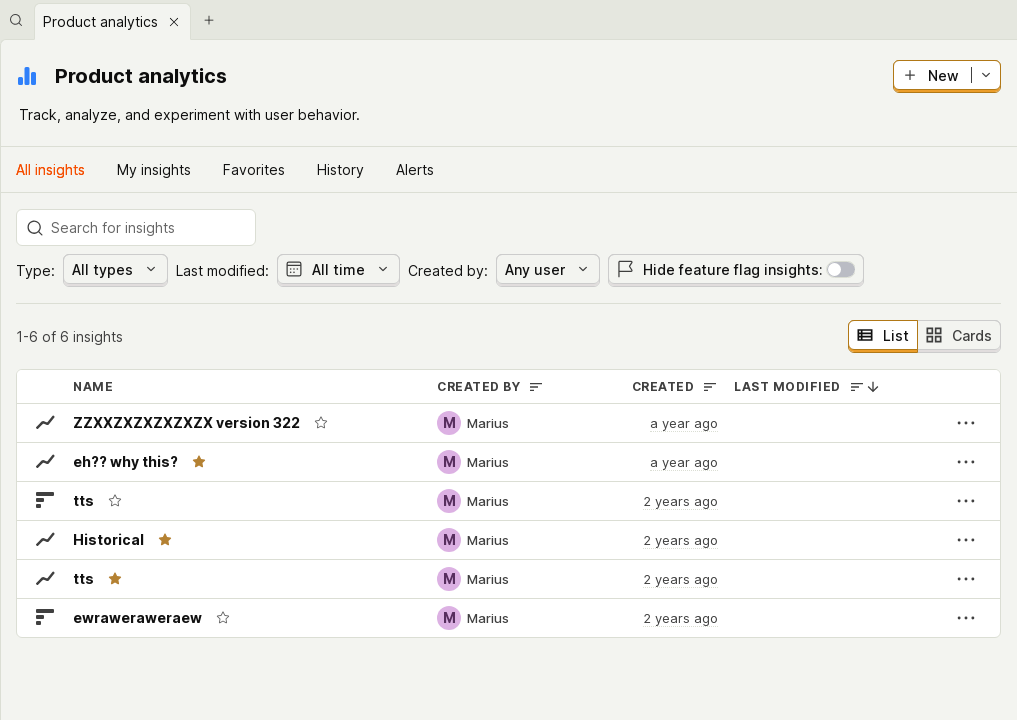 Product analytics
Product analytics
New
Track, analyze, and experiment with user behavior.
All insights My insights Favorites History Alerts
Search for insights
Type: All types Last modified: All time Created by: Any user Hide feature flag insights:
1-6 of 6 insights List Cards
NAME CREATED BY CREATED LAST MODIFIED
ZZXXZXZXZXZXZX version 322 M Marius a year ago
eh?? why this? M Marius a year ago
tts M Marius 2 years ago
Historical M Marius 2 years ago
tts M Marius 2 years ago
ewraweraweraew M Marius 2 years ago